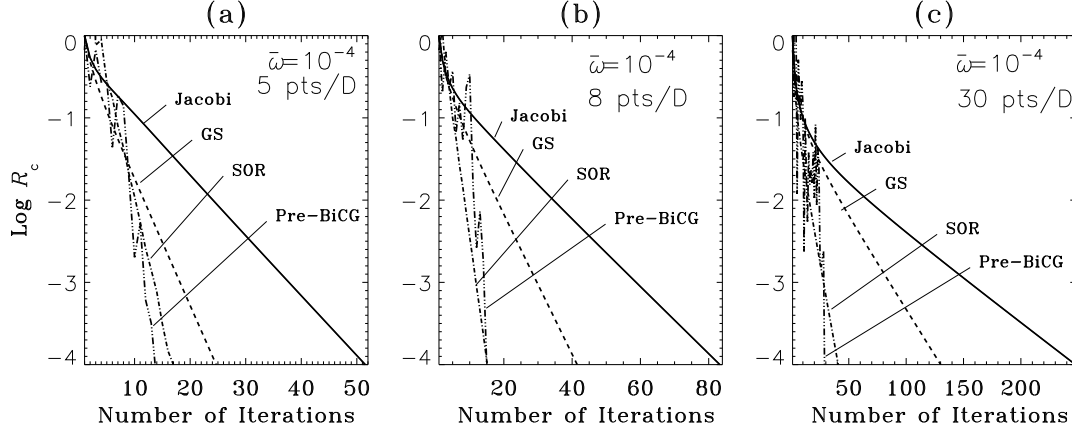 (a)
ω̄=10⁻⁴
5 pts/D
Jacobi
GS
SOR
Pre−BiCG
0
−1
−2
−3
−4
Log R_c
10 20 30 40 50
Number of Iterations
(b)
ω̄=10⁻⁴
8 pts/D
Jacobi
GS
SOR
Pre−BiCG
0
−1
−2
−3
−4
20 40 60 80
Number of Iterations
(c)
ω̄=10⁻⁴
30 pts/D
Jacobi
GS
SOR
Pre−BiCG
0
−1
−2
−3
−4
50 100 150 200
Number of Iterations